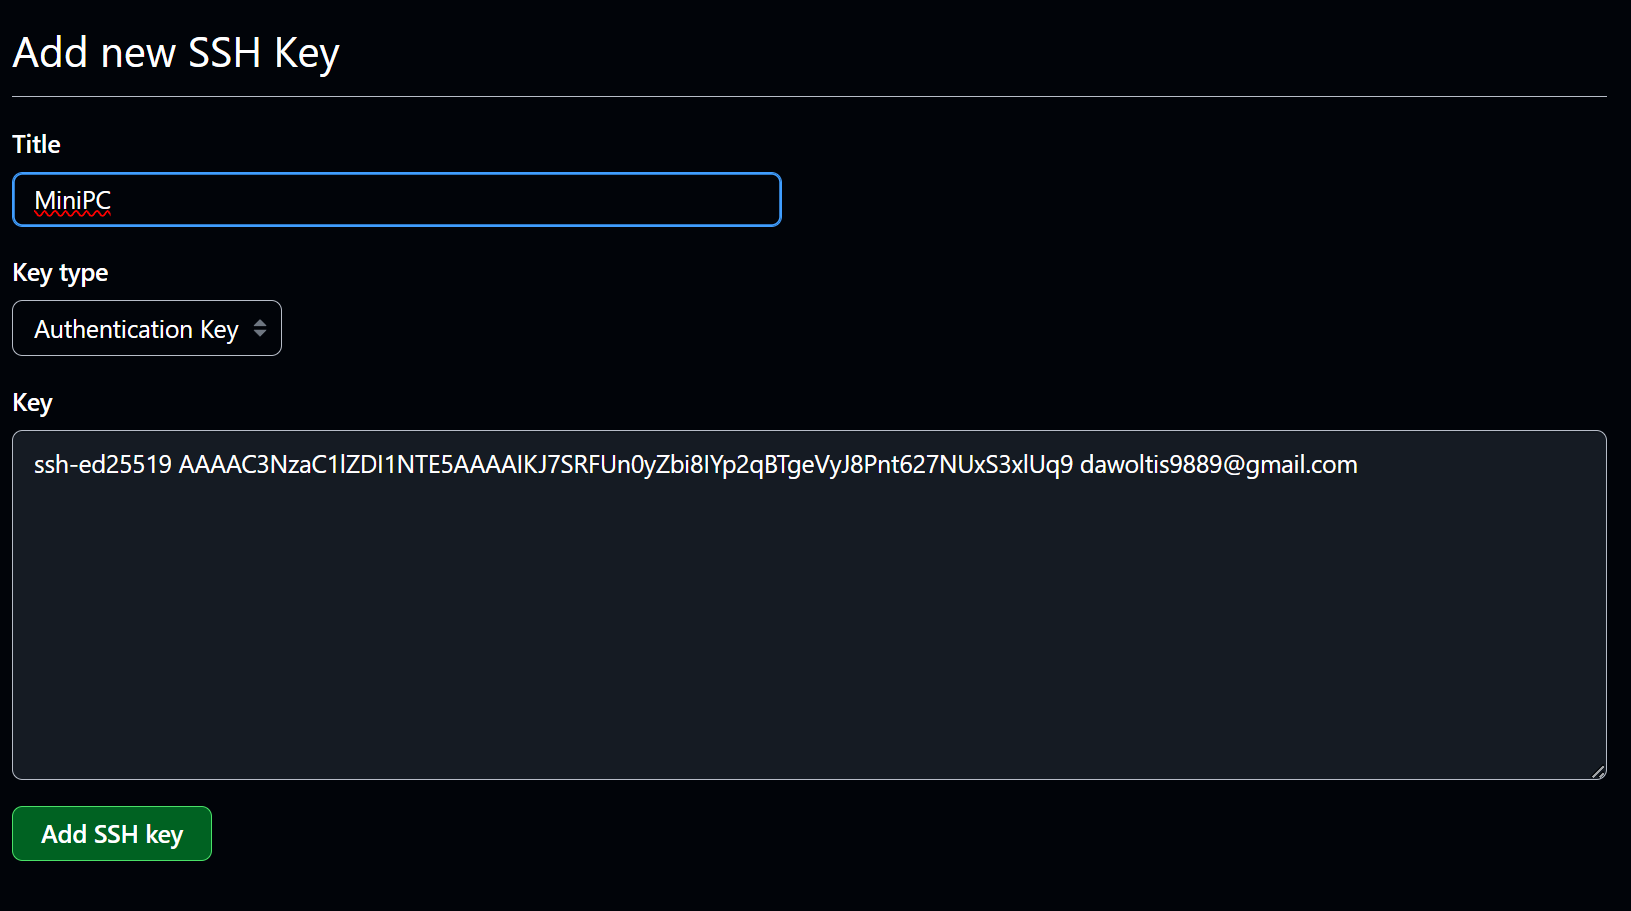 Add new SSH Key
Title
MiniPC
Key type
Authentication Key
Key
ssh-ed25519 AAAAC3NzaC1lZDI1NTE5AAAAIKJ7SRFUn0yZbi8IYp2qBTgeVyJ8Pnt627NUxS3xlUq9 dawoltis9889@gmail.com
Add SSH key